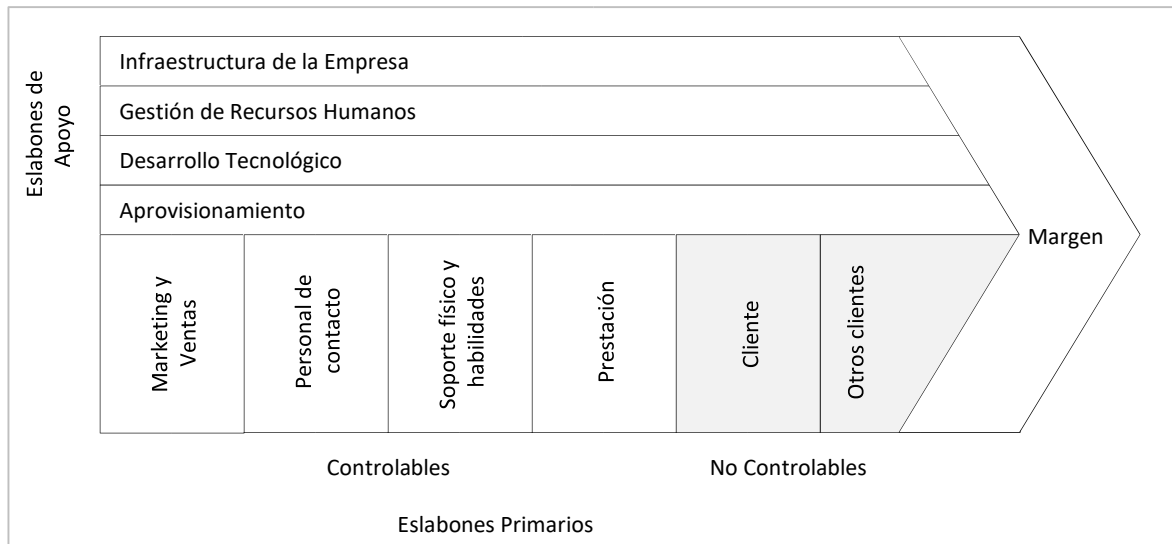 Eslabones de
Apoyo
Infraestructura de la Empresa
Gestión de Recursos Humanos
Desarrollo Tecnológico
Aprovisionamiento
Marketing y
Ventas
Personal de
contacto
Soporte físico y
habilidades
Prestación
Cliente
Otros clientes
Margen
Controlables
No Controlables
Eslabones Primarios